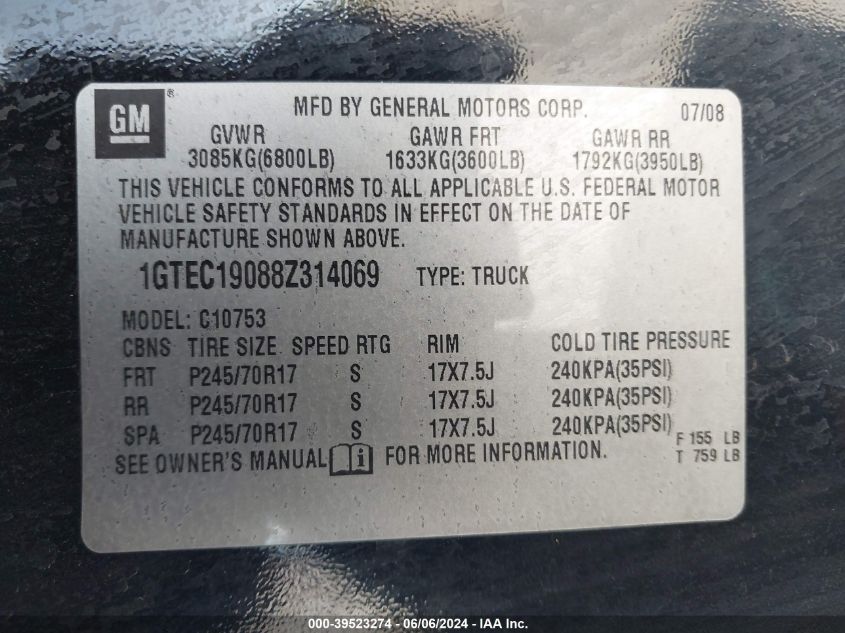 GM® MFD BY GENERAL MOTORS CORP. 07/08
GVWR GAWR FRT GAWR RR
3085KG(6800LB) 1633KG(3600LB) 1792KG(3950LB)
THIS VEHICLE CONFORMS TO ALL APPLICABLE U.S. FEDERAL MOTOR
VEHICLE SAFETY STANDARDS IN EFFECT ON THE DATE OF
MANUFACTURE SHOWN ABOVE.
1GTEC19088Z314069 TYPE: TRUCK
MODEL: C10753
CBNS TIRE SIZE SPEED RTG RIM COLD TIRE PRESSURE
FRT P245/70R17 S 17X7.5J 240KPA(35PSI)
RR P245/70R17 S 17X7.5J 240KPA(35PSI)
SPA P245/70R17 S 17X7.5J 240KPA(35PSI)
F 155 LB
T 759 LB
SEE OWNER'S MANUAL i FOR MORE INFORMATION.
000-39523274 - 06/06/2024 - IAA Inc.